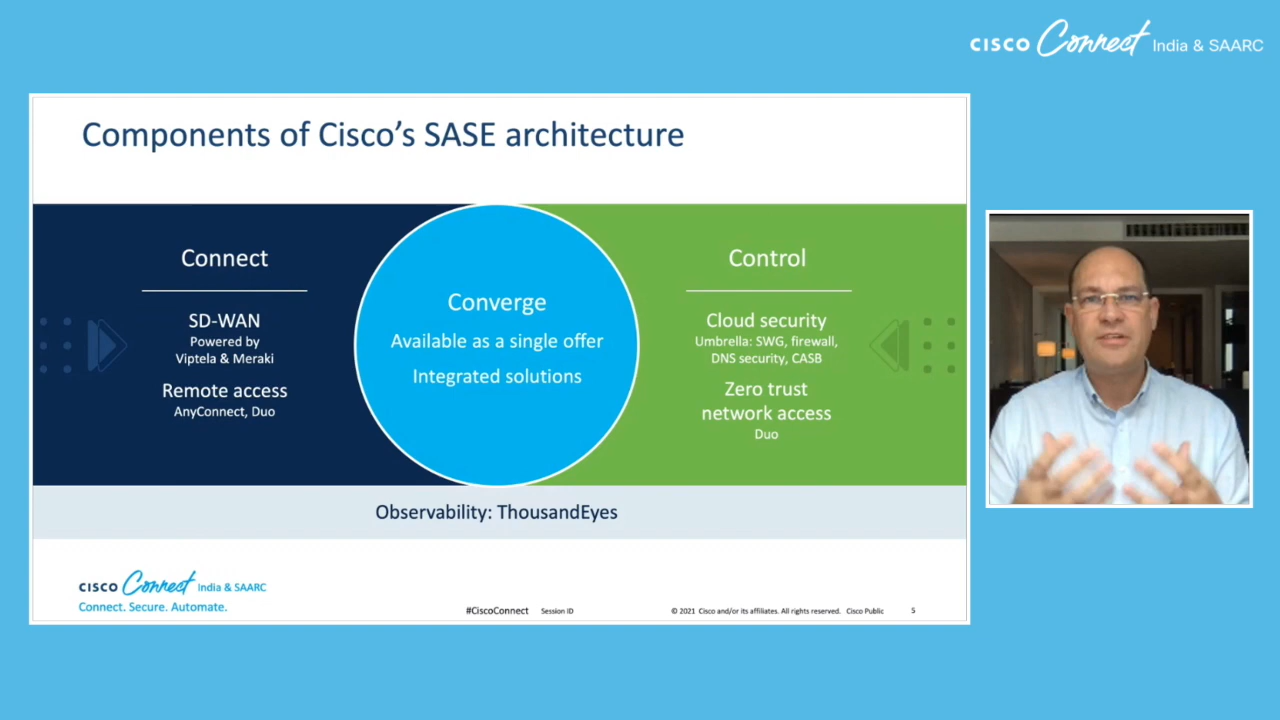 CISCO Connect India & SAARC
Components of Cisco's SASE architecture
Connect
SD-WAN
Powered by
Viptela & Meraki
Remote access
AnyConnect, Duo
Converge
Available as a single offer
Integrated solutions
Control
Cloud security
Umbrella: SWG, firewall,
DNS security, CASB
Zero trust
network access
Duo
Observability: ThousandEyes
CISCO Connect India & SAARC
Connect. Secure. Automate.
#CiscoConnect Session ID © 2021 Cisco and/or its affiliates. All rights reserved. Cisco Public 5